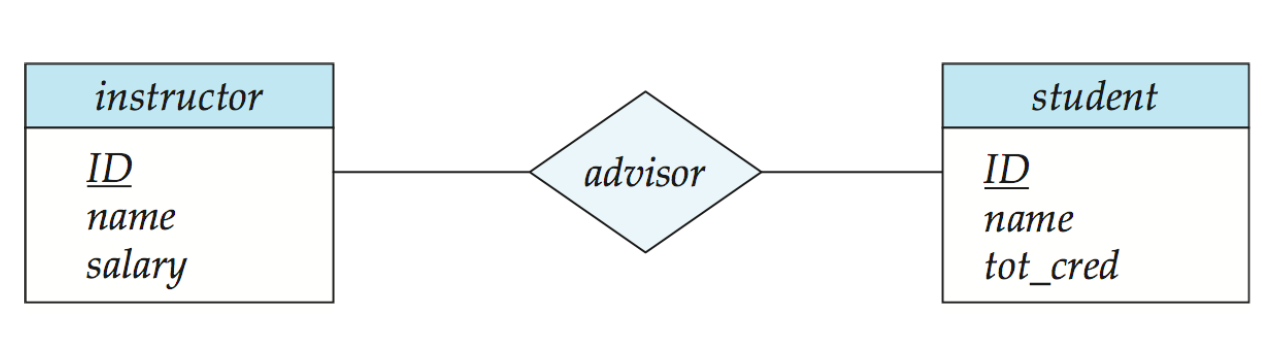 instructor
ID
name
salary
advisor
student
ID
name
tot_cred